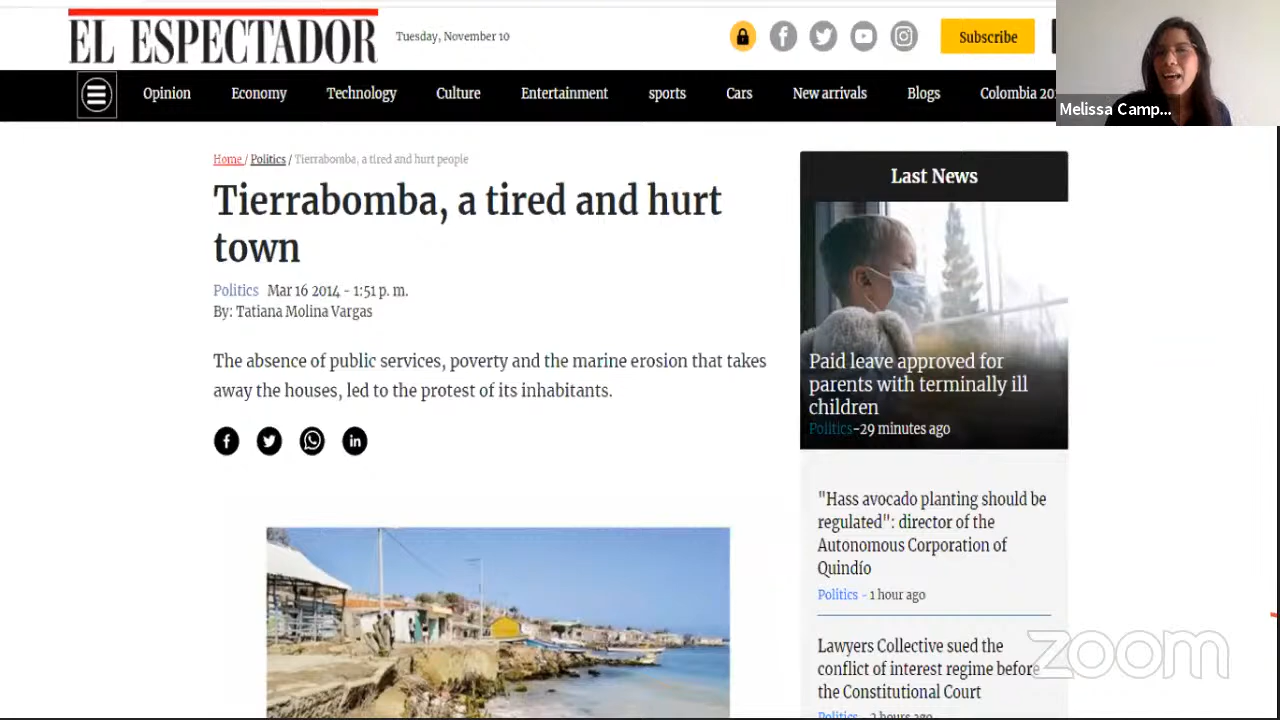 EL ESPECTADOR
Tuesday, November 10
Subscribe
Opinion Economy Technology Culture Entertainment sports Cars New arrivals Blogs Colombia 20
Melissa Camp...
Home / Politics / Tierrabomba, a tired and hurt people
Tierrabomba, a tired and hurt
town
Politics Mar 16 2014 - 1:51 p. m.
By: Tatiana Molina Vargas
The absence of public services, poverty and the marine erosion that takes
away the houses, led to the protest of its inhabitants.
Last News
Paid leave approved for
parents with terminally ill
children
Politics-29 minutes ago
"Hass avocado planting should be
regulated": director of the
Autonomous Corporation of
Quindío
Politics - 1 hour ago
Lawyers Collective sued the
conflict of interest regime before
the Constitutional Court
Politics - 2 hours ago
zoom